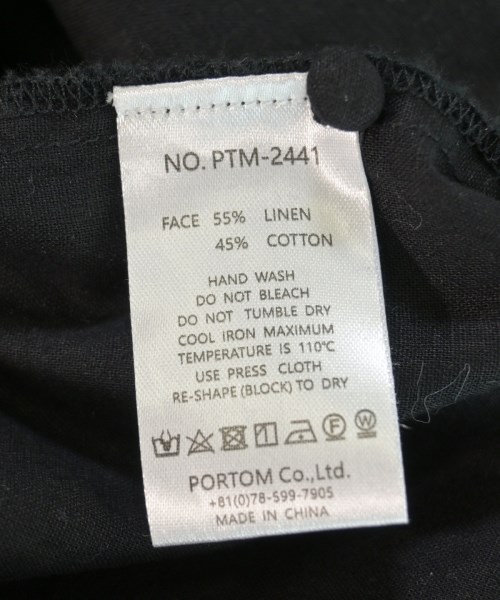 NO. PTM-2441
FACE 55% LINEN
45% COTTON
HAND WASH
DO NOT BLEACH
DO NOT TUMBLE DRY
COOL IRON MAXIMUM
TEMPERATURE IS 110℃
USE PRESS CLOTH
RE-SHAPE (BLOCK) TO DRY
F W
PORTOM Co.,Ltd.
+81(0)78-599-7905
MADE IN CHINA